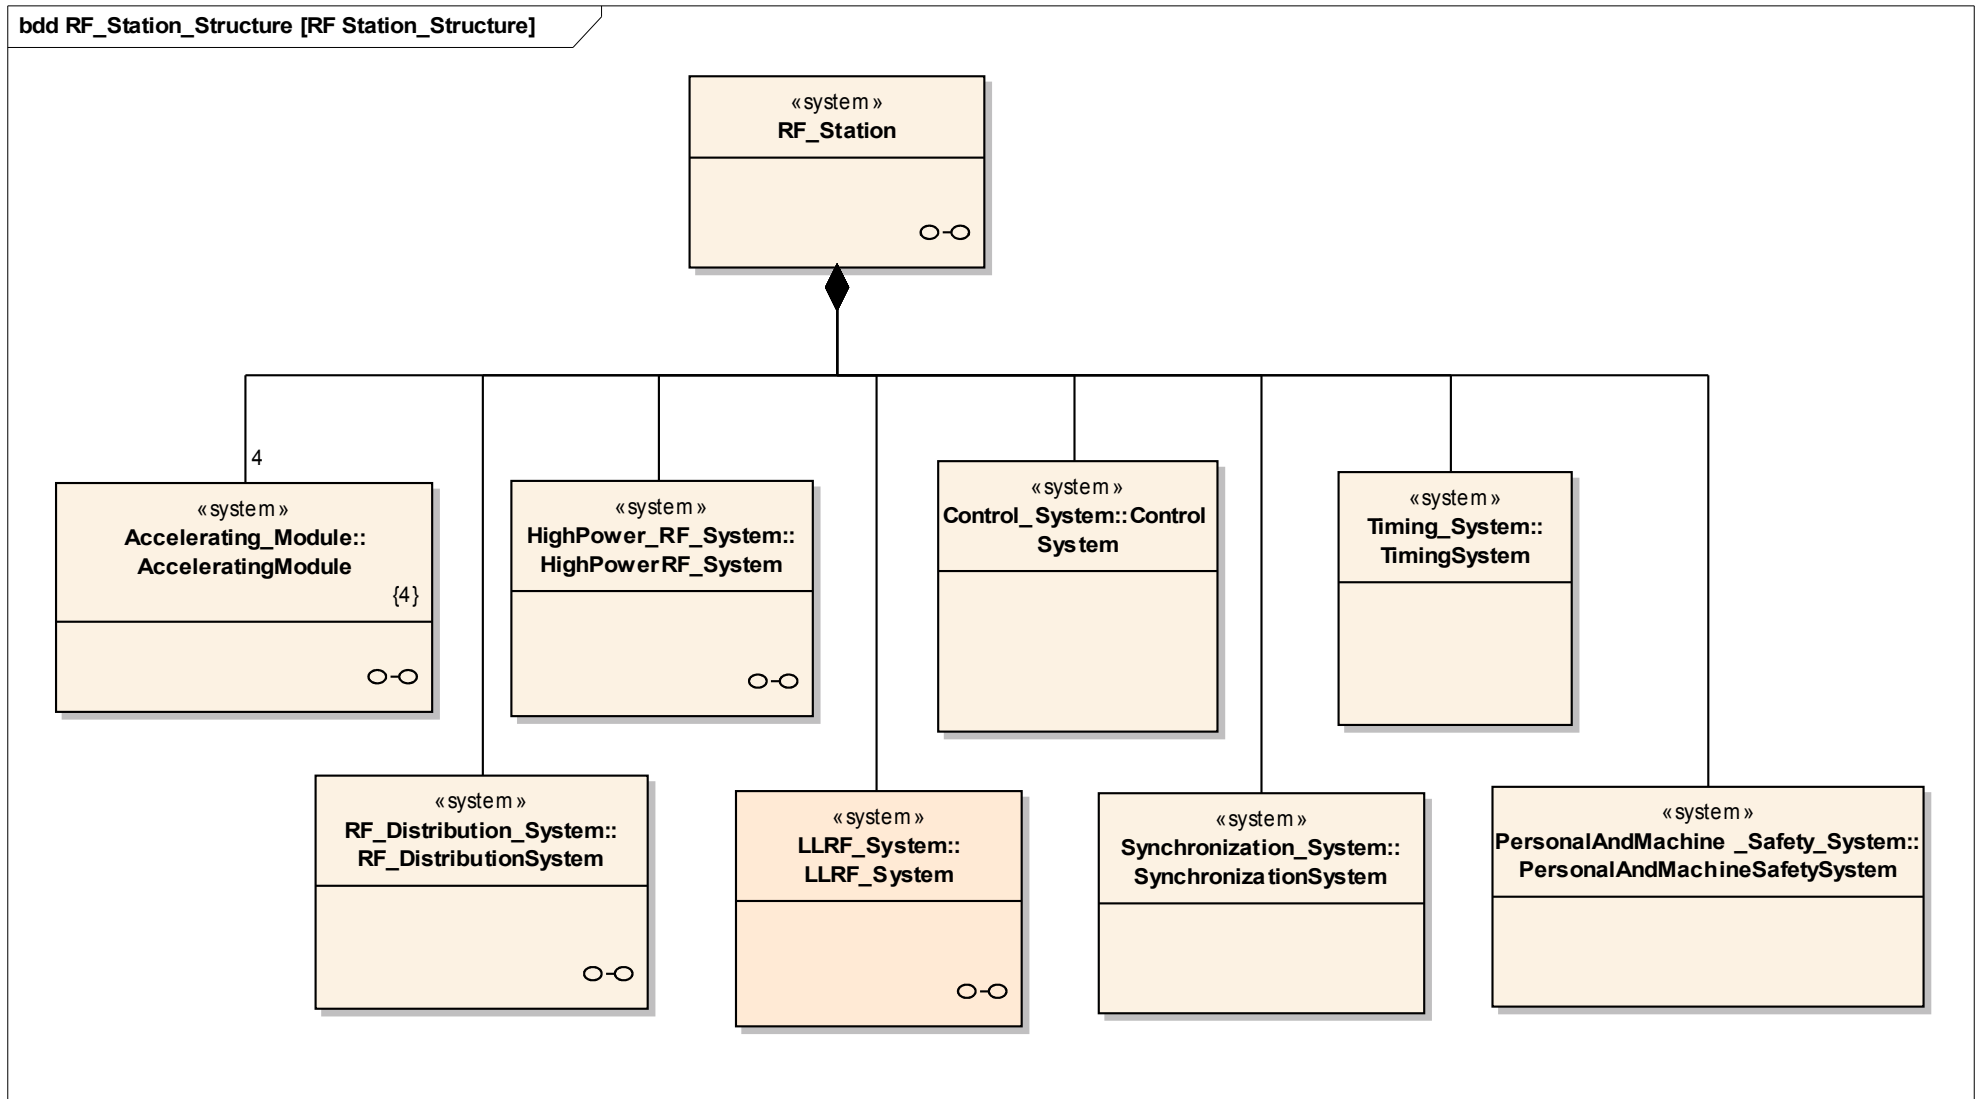 bdd RF_Station_Structure [RF Station_Structure]
«system»
RF_Station
4
«system»
Accelerating_Module::
AcceleratingModule
{4}
«system»
HighPower_RF_System::
HighPowerRF_System
«system»
Control_System::Control
System
«system»
Timing_System::
TimingSystem
«system»
RF_Distribution_System::
RF_DistributionSystem
«system»
LLRF_System::
LLRF_System
«system»
Synchronization_System::
SynchronizationSystem
«system»
PersonalAndMachine _Safety_System::
PersonalAndMachineSafetySystem